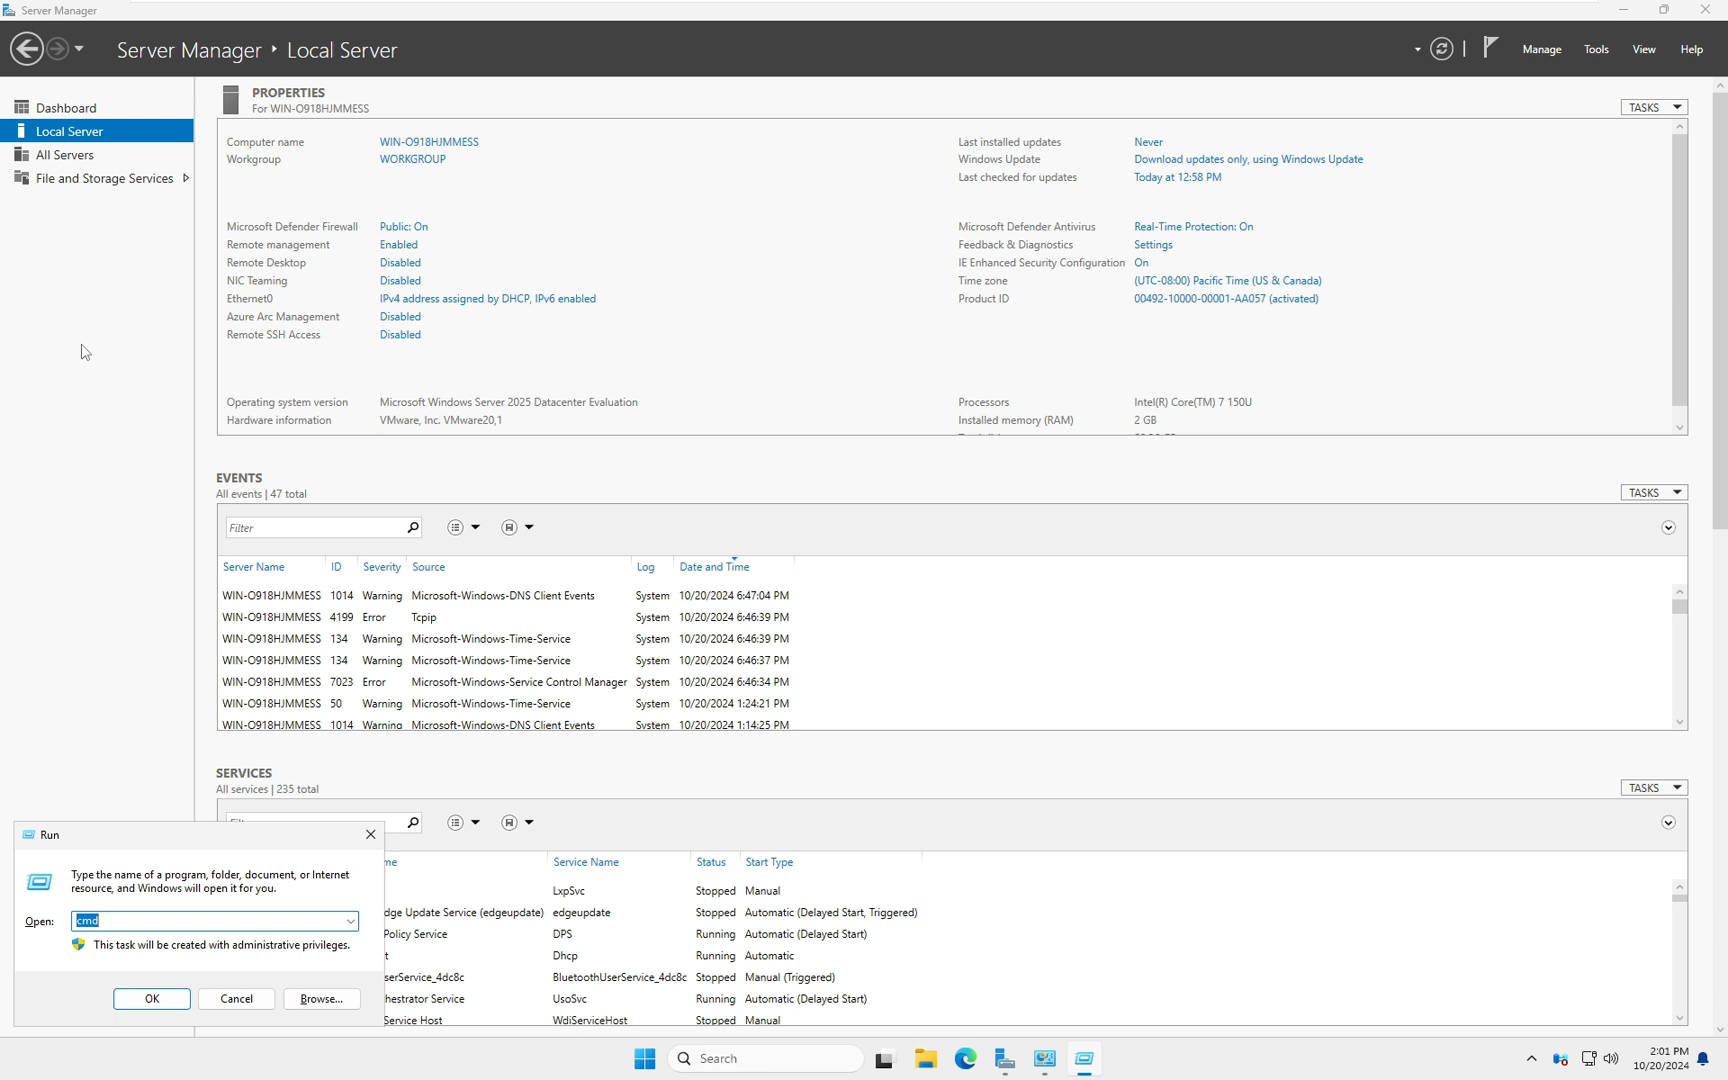 Server Manager
Server Manager ‣ Local Server
Manage Tools View Help
Dashboard
Local Server
All Servers
File and Storage Services
PROPERTIES
For WIN-O918HJMMESS
TASKS
Computer name WIN-O918HJMMESS
Workgroup WORKGROUP
Last installed updates Never
Windows Update Download updates only, using Windows Update
Last checked for updates Today at 12:58 PM
Microsoft Defender Firewall Public: On
Remote management Enabled
Remote Desktop Disabled
NIC Teaming Disabled
Ethernet0 IPv4 address assigned by DHCP, IPv6 enabled
Azure Arc Management Disabled
Remote SSH Access Disabled
Microsoft Defender Antivirus Real-Time Protection: On
Feedback & Diagnostics Settings
IE Enhanced Security Configuration On
Time zone (UTC-08:00) Pacific Time (US & Canada)
Product ID 00492-10000-00001-AA057 (activated)
Operating system version Microsoft Windows Server 2025 Datacenter Evaluation
Hardware information VMware, Inc. VMware20,1
Processors Intel(R) Core(TM) 7 150U
Installed memory (RAM) 2 GB
EVENTS
All events | 47 total
TASKS
Filter
Server Name ID Severity Source Log Date and Time
WIN-O918HJMMESS 1014 Warning Microsoft-Windows-DNS Client Events System 10/20/2024 6:47:04 PM
WIN-O918HJMMESS 4199 Error Tcpip System 10/20/2024 6:46:39 PM
WIN-O918HJMMESS 134 Warning Microsoft-Windows-Time-Service System 10/20/2024 6:46:39 PM
WIN-O918HJMMESS 134 Warning Microsoft-Windows-Time-Service System 10/20/2024 6:46:37 PM
WIN-O918HJMMESS 7023 Error Microsoft-Windows-Service Control Manager System 10/20/2024 6:46:34 PM
WIN-O918HJMMESS 50 Warning Microsoft-Windows-Time-Service System 10/20/2024 1:24:21 PM
WIN-O918HJMMESS 1014 Warning Microsoft-Windows-DNS Client Events System 10/20/2024 1:14:25 PM
SERVICES
All services | 235 total
TASKS
me Service Name Status Start Type
LxpSvc Stopped Manual
dge Update Service (edgeupdate) edgeupdate Stopped Automatic (Delayed Start, Triggered)
Policy Service DPS Running Automatic (Delayed Start)
t Dhcp Running Automatic
serService_4dc8c BluetoothUserService_4dc8c Stopped Manual (Triggered)
hestrator Service UsoSvc Running Automatic (Delayed Start)
Service Host WdiServiceHost Stopped Manual
Run
Type the name of a program, folder, document, or Internet
resource, and Windows will open it for you.
Open: cmd
This task will be created with administrative privileges.
OK Cancel Browse...
Search
2:01 PM
10/20/2024